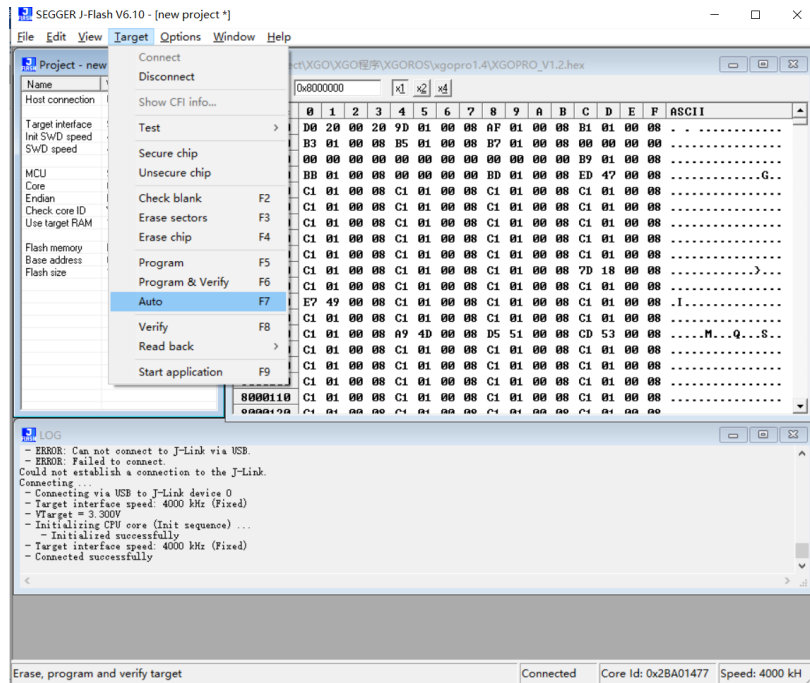 SEGGER J-Flash V6.10 - [new project *]
File Edit View Target Options Window Help
Project - new
ct\XGO\XGO程序\XGOROS\xgopro1.4\XGOPRO_V1.2.hex
Name
Host connection
Target interface
Init SWD speed
SWD speed
MCU
Core
Endian
Check core ID
Use target RAM
Flash memory
Base address
Flash size
Connect
Disconnect
Show CFI info...
Test >
Secure chip
Unsecure chip
Check blank F2
Erase sectors F3
Erase chip F4
Program F5
Program & Verify F6
Auto F7
Verify F8
Read back >
Start application F9
0x8000000 x1 x2 x4
0 1 2 3 4 5 6 7 8 9 A B C D E F ASCII
D0 20 00 20 9D 01 00 08 AF 01 00 08 B1 01 00 08 . . ............
B3 01 00 08 B5 01 00 08 B7 01 00 08 00 00 00 00 ................
00 00 00 00 00 00 00 00 00 00 00 00 B9 01 00 08 ................
BB 01 00 08 00 00 00 00 BD 01 00 08 ED 47 00 08 .............G..
C1 01 00 08 C1 01 00 08 C1 01 00 08 C1 01 00 08 ................
C1 01 00 08 C1 01 00 08 C1 01 00 08 C1 01 00 08 ................
C1 01 00 08 C1 01 00 08 C1 01 00 08 C1 01 00 08 ................
C1 01 00 08 C1 01 00 08 C1 01 00 08 C1 01 00 08 ................
C1 01 00 08 C1 01 00 08 C1 01 00 08 C1 01 00 08 ................
C1 01 00 08 C1 01 00 08 C1 01 00 08 7D 18 00 08 ............}...
C1 01 00 08 C1 01 00 08 C1 01 00 08 C1 01 00 08 ................
E7 49 00 08 C1 01 00 08 C1 01 00 08 C1 01 00 08 .I..............
C1 01 00 08 C1 01 00 08 C1 01 00 08 C1 01 00 08 ................
C1 01 00 08 A9 4D 00 08 D5 51 00 08 CD 53 00 08 .....M...Q...S..
C1 01 00 08 C1 01 00 08 C1 01 00 08 C1 01 00 08 ................
C1 01 00 08 C1 01 00 08 C1 01 00 08 C1 01 00 08 ................
C1 01 00 08 C1 01 00 08 C1 01 00 08 C1 01 00 08 ................
8000110 C1 01 00 08 C1 01 00 08 C1 01 00 08 C1 01 00 08 ................
LOG
- ERROR: Can not connect to J-Link via USB.
- ERROR: Failed to connect.
Could not establish a connection to the J-Link.
Connecting ...
- Connecting via USB to J-Link device 0
- Target interface speed: 4000 kHz (Fixed)
- VTarget = 3.300V
- Initializing CPU core (Init sequence) ...
- Initialized successfully
- Target interface speed: 4000 kHz (Fixed)
- Connected successfully
Erase, program and verify target
Connected
Core Id: 0x2BA01477
Speed: 4000 kH